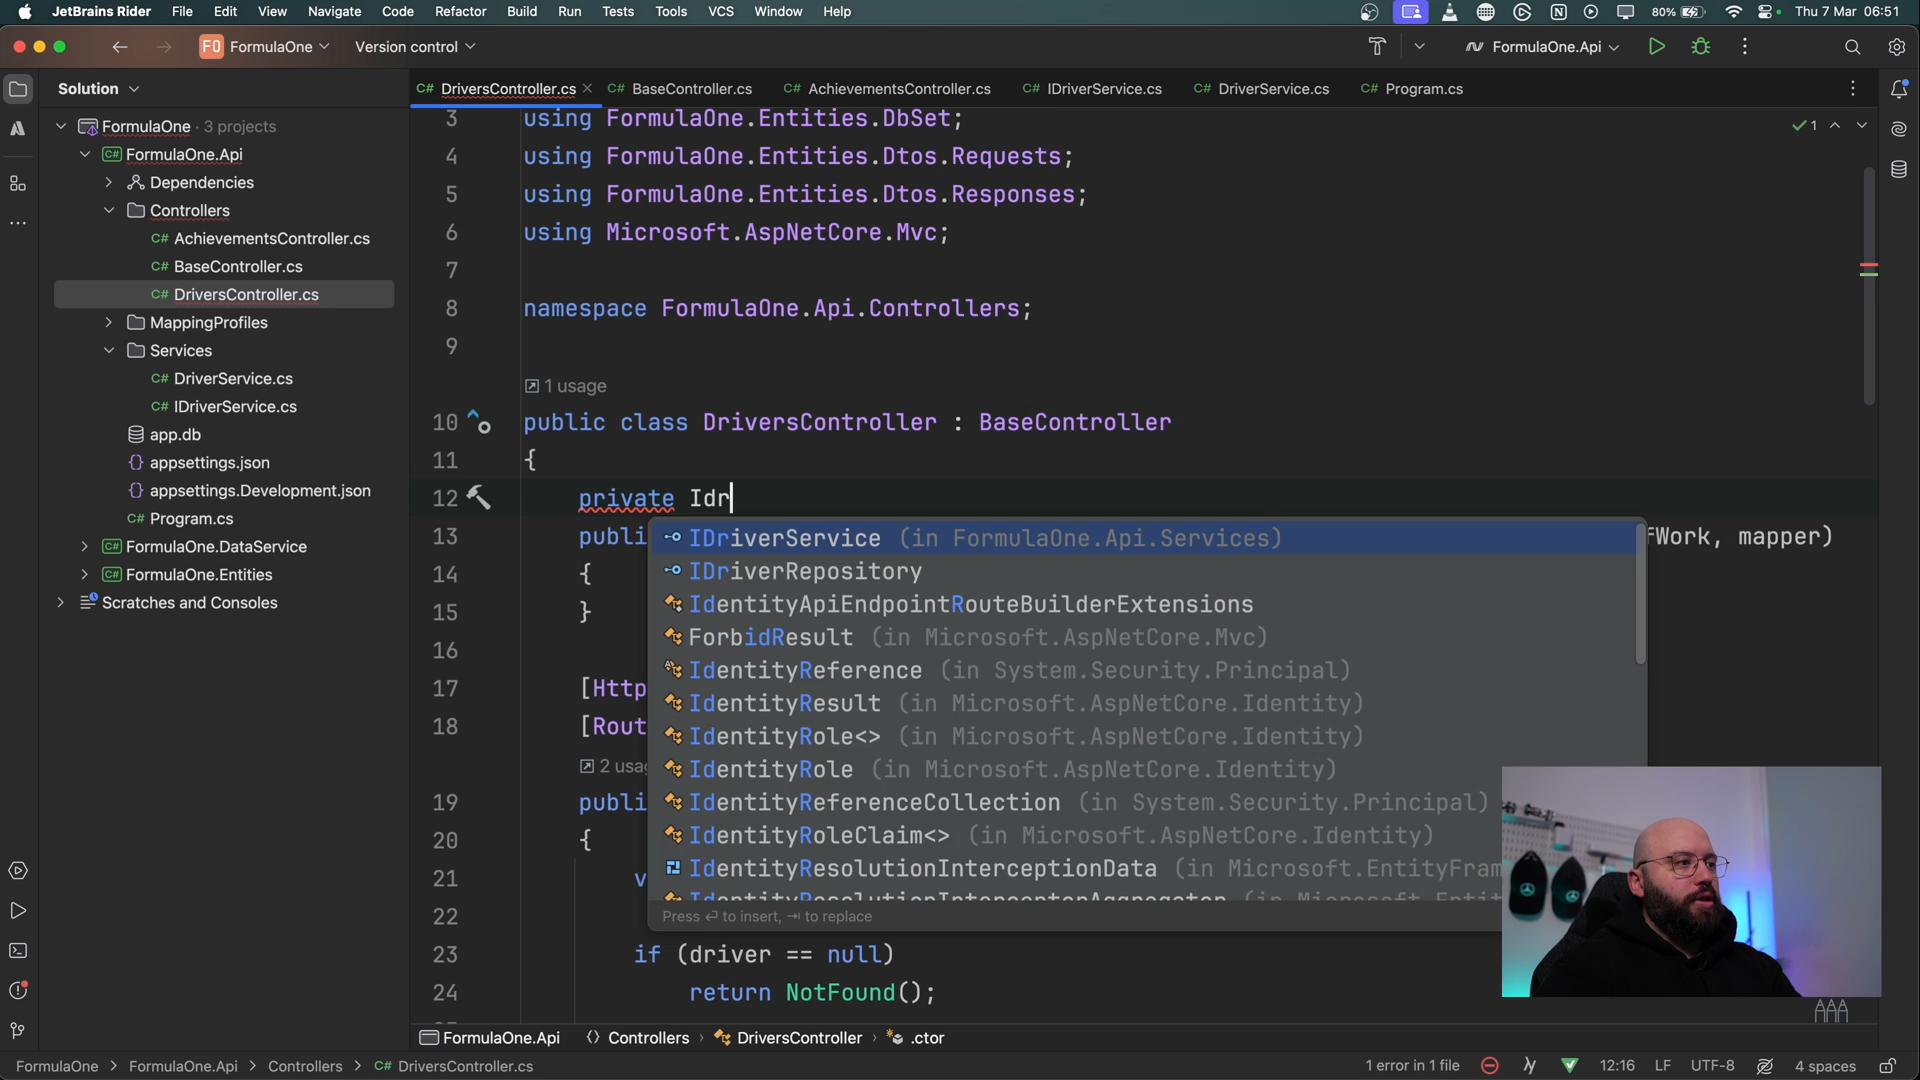 JetBrains Rider File Edit View Navigate Code Refactor Build Run Tests Tools VCS Window Help 80% Thu 7 Mar 06:51
FO FormulaOne Version control FormulaOne.Api
Solution
C# DriversController.cs C# BaseController.cs C# AchievementsController.cs C# IDriverService.cs C# DriverService.cs C# Program.cs
FormulaOne · 3 projects
C# FormulaOne.Api
Dependencies
Controllers
C# AchievementsController.cs
C# BaseController.cs
C# DriversController.cs
MappingProfiles
Services
C# DriverService.cs
C# IDriverService.cs
app.db
{} appsettings.json
{} appsettings.Development.json
C# Program.cs
C# FormulaOne.DataService
C# FormulaOne.Entities
Scratches and Consoles
1
3 using FormulaOne.Entities.DbSet;
4 using FormulaOne.Entities.Dtos.Requests;
5 using FormulaOne.Entities.Dtos.Responses;
6 using Microsoft.AspNetCore.Mvc;
7
8 namespace FormulaOne.Api.Controllers;
9
1 usage
10 public class DriversController : BaseController
11 {
12 private Idr
13 publi fWork, mapper)
14 {
15 }
16
17 [Http
18 [Rout
2 usag
19 publi
20 {
21 v
22
23 if (driver == null)
24 return NotFound();
IDriverService (in FormulaOne.Api.Services)
IDriverRepository
IdentityApiEndpointRouteBuilderExtensions
ForbidResult (in Microsoft.AspNetCore.Mvc)
IdentityReference (in System.Security.Principal)
IdentityResult (in Microsoft.AspNetCore.Identity)
IdentityRole<> (in Microsoft.AspNetCore.Identity)
IdentityRole (in Microsoft.AspNetCore.Identity)
IdentityReferenceCollection (in System.Security.Principal)
IdentityRoleClaim<> (in Microsoft.AspNetCore.Identity)
IdentityResolutionInterceptionData (in Microsoft.EntityFram
IdentityResolutionInterceptorAggregator (in Microsoft.Entit
Press ⏎ to insert, ⇥ to replace
FormulaOne.Api Controllers DriversController .ctor
FormulaOne FormulaOne.Api Controllers C# DriversController.cs 1 error in 1 file 12:16 LF UTF-8 4 spaces